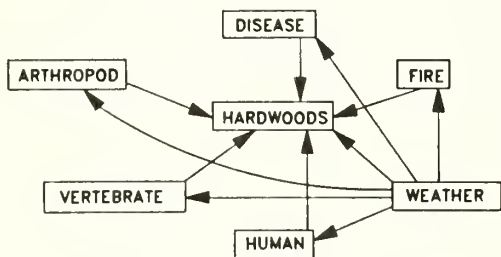 DISEASE
ARTHROPOD
FIRE
HARDWOODS
VERTEBRATE
WEATHER
HUMAN